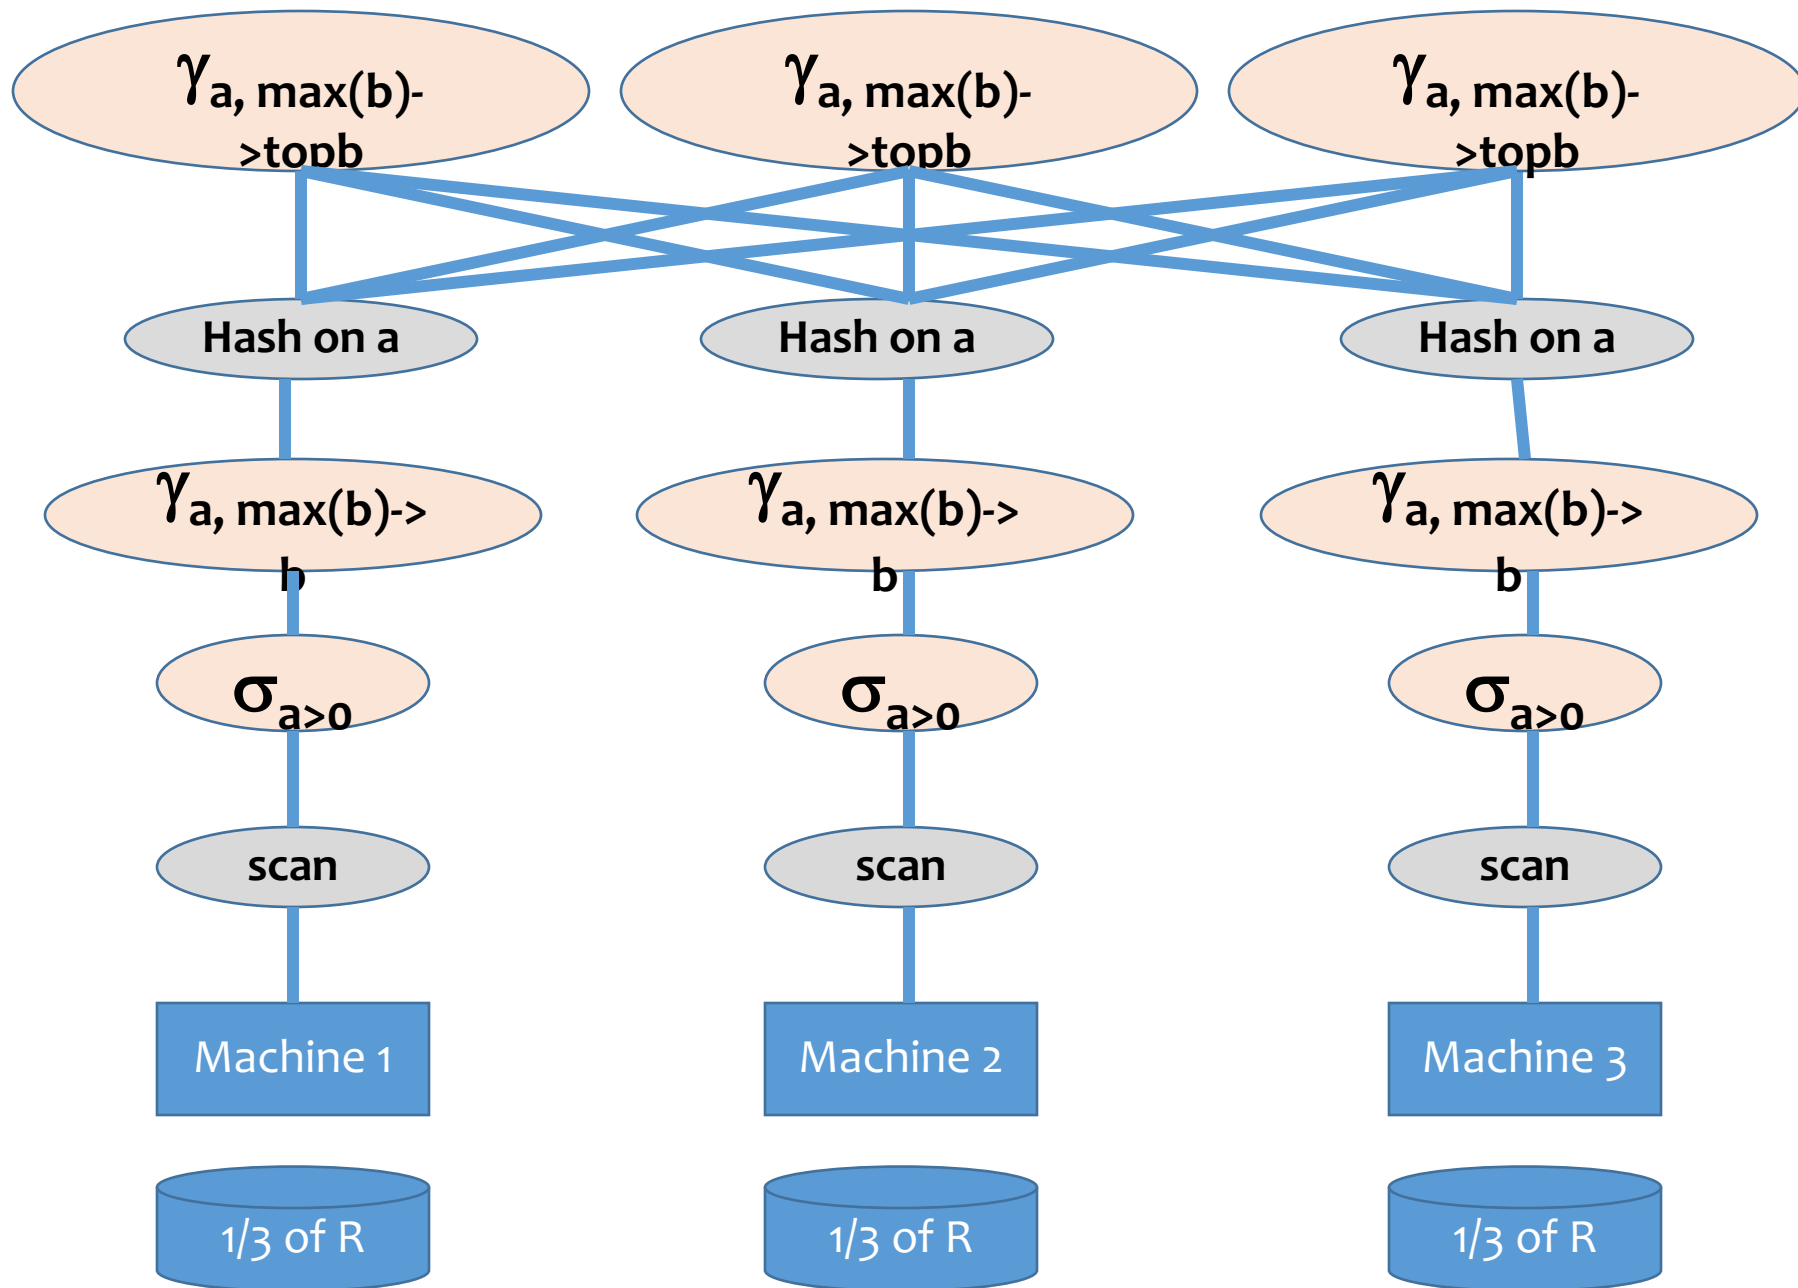 γa, max(b)-
>topb
γa, max(b)-
>topb
γa, max(b)-
>topb
Hash on a
Hash on a
Hash on a
γa, max(b)->
b
γa, max(b)->
b
γa, max(b)->
b
σa>0
σa>0
σa>0
scan
scan
scan
Machine 1
Machine 2
Machine 3
1/3 of R
1/3 of R
1/3 of R